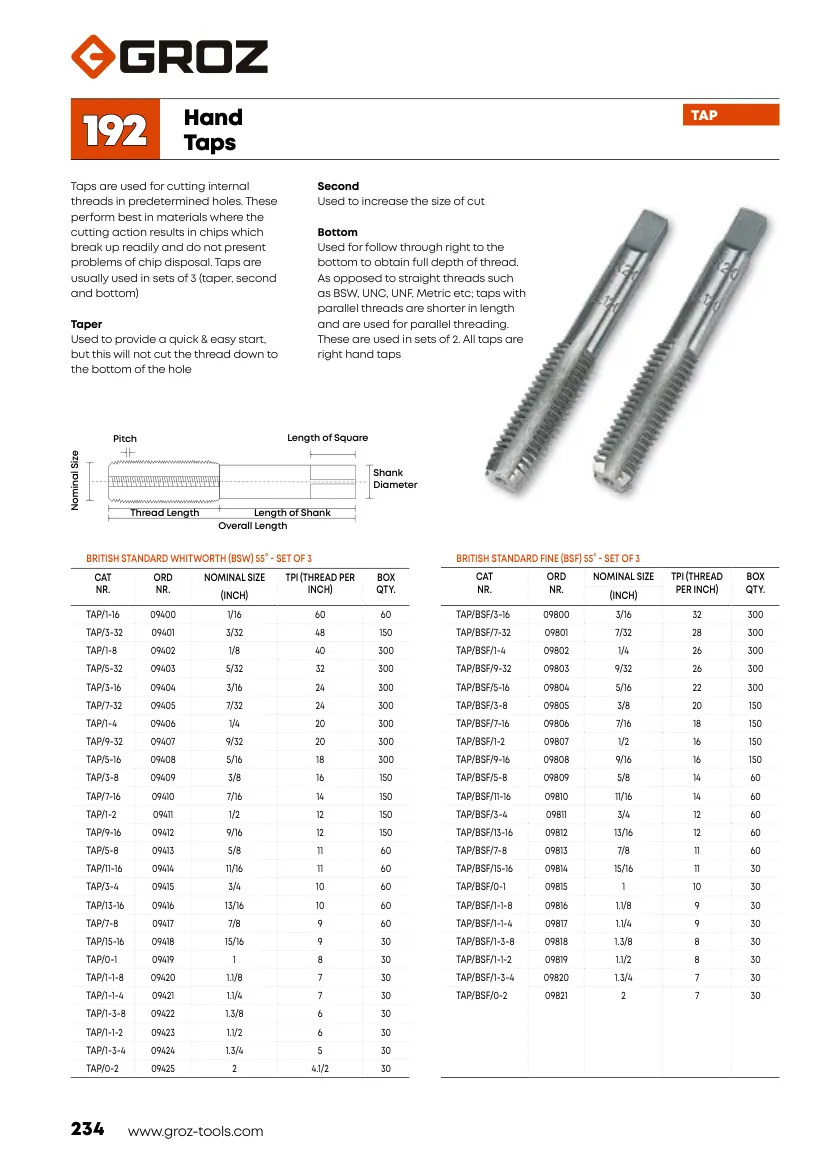 GROZ
192
Hand
Taps
TAP
Taps are used for cutting internal
threads in predetermined holes. These
perform best in materials where the
cutting action results in chips which
break up readily and do not present
problems of chip disposal. Taps are
usually used in sets of 3 (taper, second
and bottom)
Taper
Used to provide a quick & easy start,
but this will not cut the thread down to
the bottom of the hole
Second
Used to increase the size of cut
Bottom
Used for follow through right to the
bottom to obtain full depth of thread.
As opposed to straight threads such
as BSW, UNC, UNF, Metric etc; taps with
parallel threads are shorter in length
and are used for parallel threading.
These are used in sets of 2. All taps are
right hand taps
Pitch
Length of Square
Nominal Size
Shank
Diameter
Thread Length
Length of Shank
Overall Length
BRITISH STANDARD WHITWORTH (BSW) 55° - SET OF 3
CAT NR. ORD NR. NOMINAL SIZE (INCH) TPI (THREAD PER INCH) BOX QTY.
TAP/1-16 09400 1/16 60 60
TAP/3-32 09401 3/32 48 150
TAP/1-8 09402 1/8 40 300
TAP/5-32 09403 5/32 32 300
TAP/3-16 09404 3/16 24 300
TAP/7-32 09405 7/32 24 300
TAP/1-4 09406 1/4 20 300
TAP/9-32 09407 9/32 20 300
TAP/5-16 09408 5/16 18 300
TAP/3-8 09409 3/8 16 150
TAP/7-16 09410 7/16 14 150
TAP/1-2 09411 1/2 12 150
TAP/9-16 09412 9/16 12 150
TAP/5-8 09413 5/8 11 60
TAP/11-16 09414 11/16 11 60
TAP/3-4 09415 3/4 10 60
TAP/13-16 09416 13/16 10 60
TAP/7-8 09417 7/8 9 60
TAP/15-16 09418 15/16 9 30
TAP/0-1 09419 1 8 30
TAP/1-1-8 09420 1.1/8 7 30
TAP/1-1-4 09421 1.1/4 7 30
TAP/1-3-8 09422 1.3/8 6 30
TAP/1-1-2 09423 1.1/2 6 30
TAP/1-3-4 09424 1.3/4 5 30
TAP/0-2 09425 2 4.1/2 30
BRITISH STANDARD FINE (BSF) 55° - SET OF 3
CAT NR. ORD NR. NOMINAL SIZE (INCH) TPI (THREAD PER INCH) BOX QTY.
TAP/BSF/3-16 09800 3/16 32 300
TAP/BSF/7-32 09801 7/32 28 300
TAP/BSF/1-4 09802 1/4 26 300
TAP/BSF/9-32 09803 9/32 26 300
TAP/BSF/5-16 09804 5/16 22 300
TAP/BSF/3-8 09805 3/8 20 150
TAP/BSF/7-16 09806 7/16 18 150
TAP/BSF/1-2 09807 1/2 16 150
TAP/BSF/9-16 09808 9/16 16 150
TAP/BSF/5-8 09809 5/8 14 60
TAP/BSF/11-16 09810 11/16 14 60
TAP/BSF/3-4 09811 3/4 12 60
TAP/BSF/13-16 09812 13/16 12 60
TAP/BSF/7-8 09813 7/8 11 60
TAP/BSF/15-16 09814 15/16 11 30
TAP/BSF/0-1 09815 1 10 30
TAP/BSF/1-1-8 09816 1.1/8 9 30
TAP/BSF/1-1-4 09817 1.1/4 9 30
TAP/BSF/1-3-8 09818 1.3/8 8 30
TAP/BSF/1-1-2 09819 1.1/2 8 30
TAP/BSF/1-3-4 09820 1.3/4 7 30
TAP/BSF/0-2 09821 2 7 30
234 www.groz-tools.com